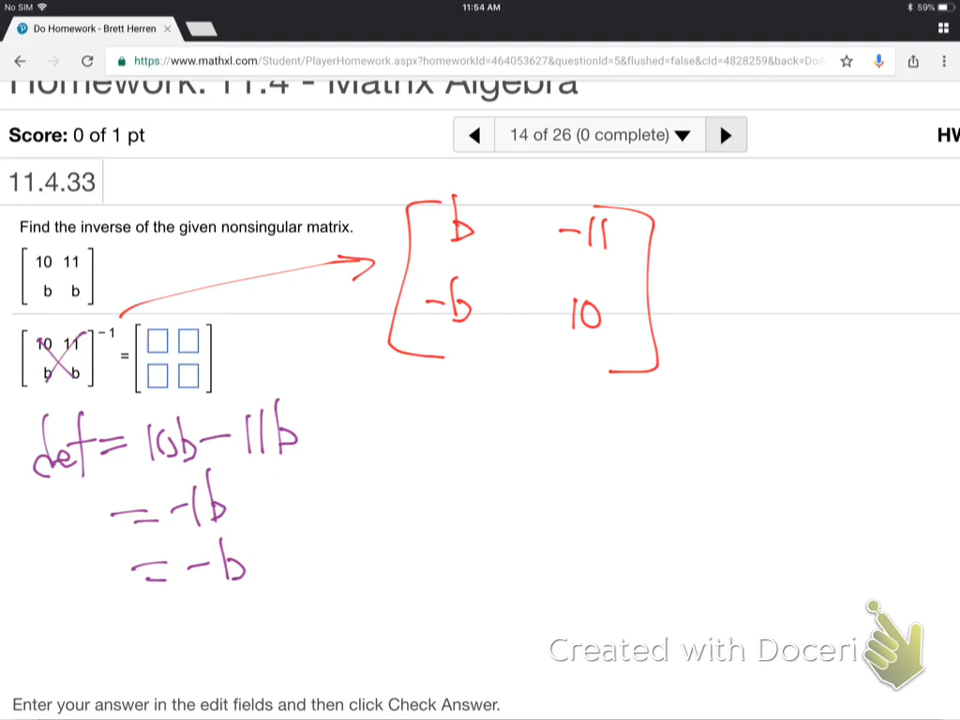 No SIM 11:54 AM 59%
Do Homework - Brett Herren ×
https://www.mathxl.com/Student/PlayerHomework.aspx?homeworkId=464053627&questionId=5&flushed=false&cId=4828259&back=Do
Homework: 11.4 - Matrix Algebra
Score: 0 of 1 pt 14 of 26 (0 complete) HW
11.4.33
Find the inverse of the given nonsingular matrix.
10 11
b b
10 11 -1 =
b b
b -11
-b 10
det = 10b - 11b
= -1b
= -b
Created with Doceri
Enter your answer in the edit fields and then click Check Answer.